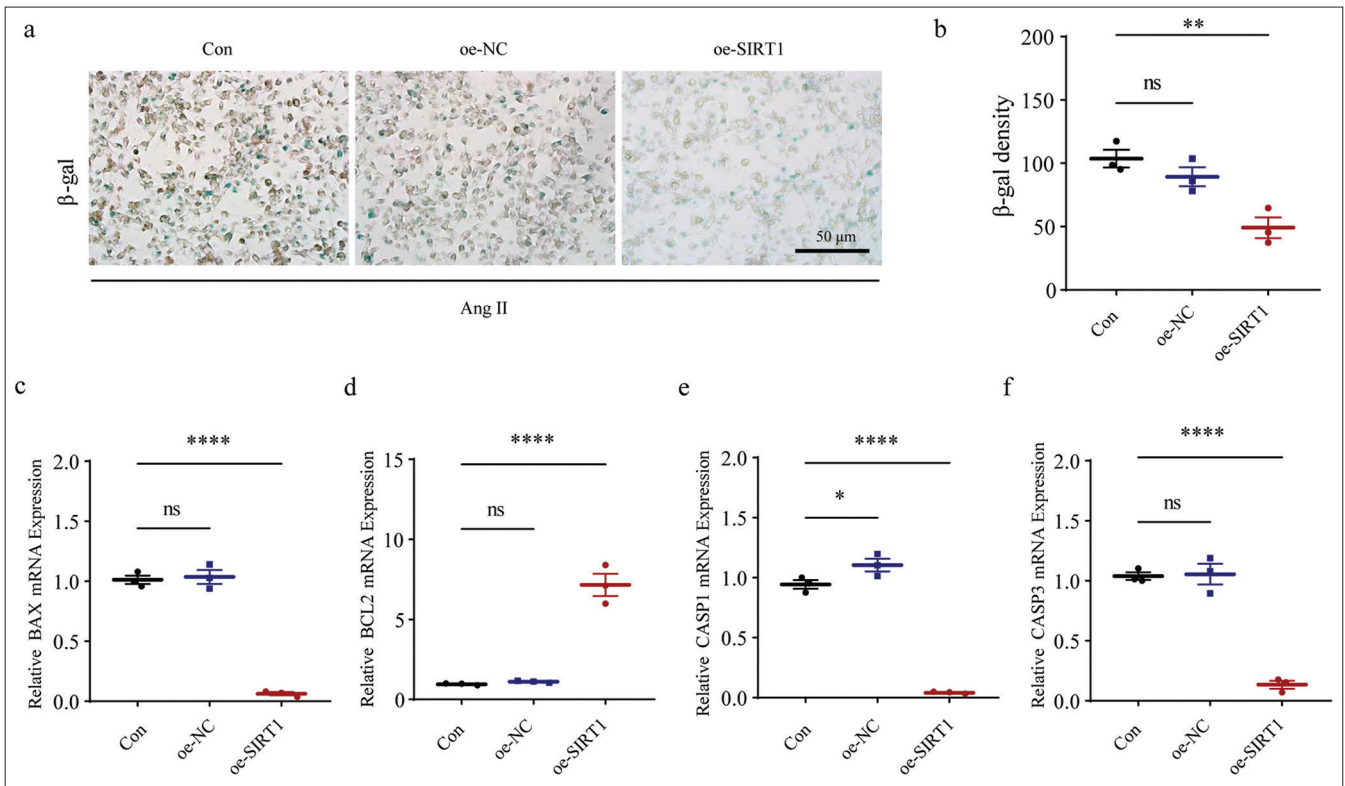 a
Con
oe-NC
oe-SIRT1
β-gal
50 μm
Ang II
b
**
ns
β-gal density
200
150
100
50
0
Con
oe-NC
oe-SIRT1
c
****
ns
Relative BAX mRNA Expression
2.0
1.5
1.0
0.5
0.0
Con
oe-NC
oe-SIRT1
d
****
ns
Relative BCL2 mRNA Expression
15
10
5
0
Con
oe-NC
oe-SIRT1
e
****
*
Relative CASP1 mRNA Expression
2.0
1.5
1.0
0.5
0.0
Con
oe-NC
oe-SIRT1
f
****
ns
Relative CASP3 mRNA Expression
2.0
1.5
1.0
0.5
0.0
Con
oe-NC
oe-SIRT1